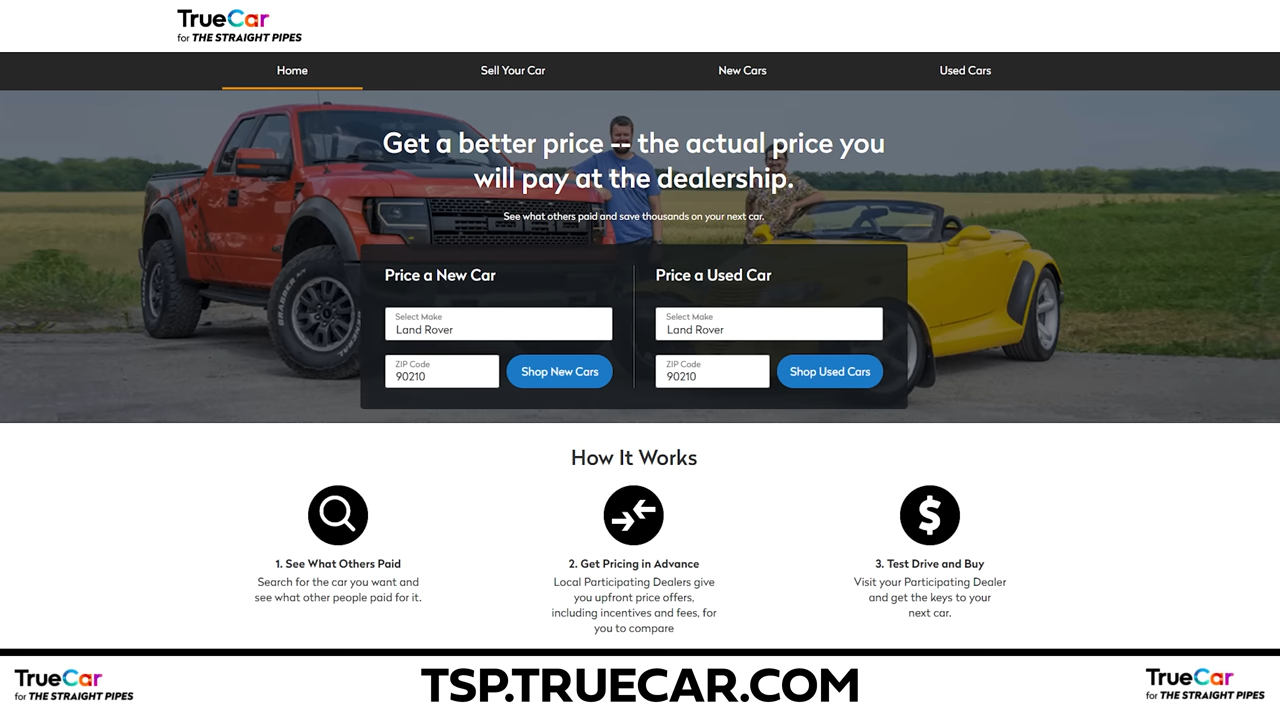 TrueCar
for THE STRAIGHT PIPES
Home
Sell Your Car
New Cars
Used Cars
Get a better price -- the actual price you
will pay at the dealership.
See what others paid and save thousands on your next car.
Price a New Car
Select Make
Land Rover
ZIP Code
90210
Shop New Cars
Price a Used Car
Select Make
Land Rover
ZIP Code
90210
Shop Used Cars
How It Works
1. See What Others Paid
Search for the car you want and
see what other people paid for it.
2. Get Pricing in Advance
Local Participating Dealers give
you upfront price offers,
including incentives and fees, for
you to compare
3. Test Drive and Buy
Visit your Participating Dealer
and get the keys to your
next car.
TrueCar
for THE STRAIGHT PIPES
TSP.TRUECAR.COM
TrueCar
for THE STRAIGHT PIPES
GRABBER
GENERAL